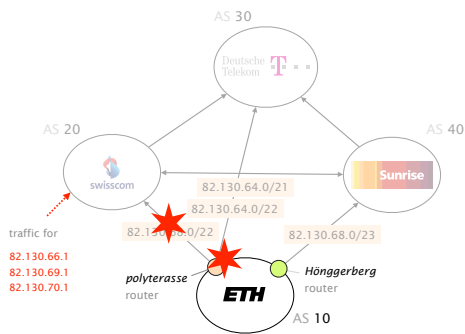 AS 30
Deutsche
Telekom
T
AS 20
AS 40
swisscom
Sunrise
82.130.64.0/21
82.130.64.0/22
traffic for
82.130.68.0/23
82.130.66.1
82.130.69.1
82.130.70.1
polyterasse
router
Hönggerberg
router
ETH
AS 10